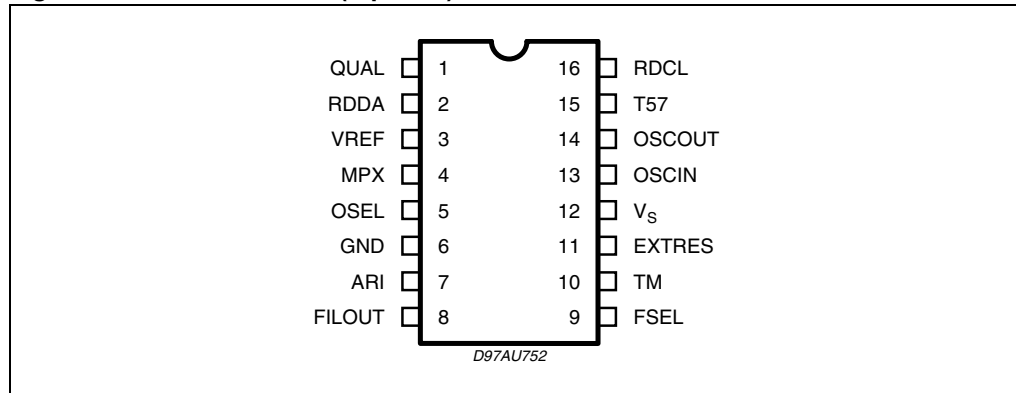 QUAL 1 16 RDCL
RDDA 2 15 T57
VREF 3 14 OSCOUT
MPX 4 13 OSCIN
OSEL 5 12 VS
GND 6 11 EXTRES
ARI 7 10 TM
FILOUT 8 9 FSEL
D97AU752